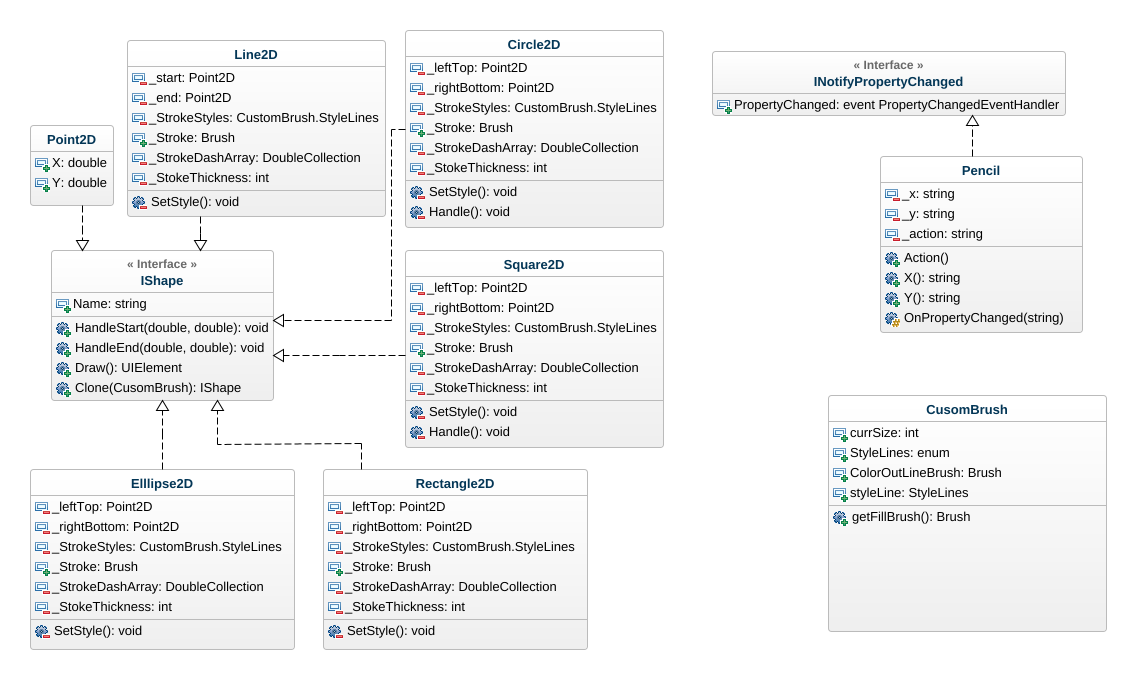 Point2D
X: double
Y: double
Line2D
_start: Point2D
_end: Point2D
_StrokeStyles: CustomBrush.StyleLines
_Stroke: Brush
_StrokeDashArray: DoubleCollection
_StokeThickness: int
SetStyle(): void
Circle2D
_leftTop: Point2D
_rightBottom: Point2D
_StrokeStyles: CustomBrush.StyleLines
_Stroke: Brush
_StrokeDashArray: DoubleCollection
_StokeThickness: int
SetStyle(): void
Handle(): void
« Interface »
INotifyPropertyChanged
PropertyChanged: event PropertyChangedEventHandler
Pencil
_x: string
_y: string
_action: string
Action()
X(): string
Y(): string
OnPropertyChanged(string)
« Interface »
IShape
Name: string
HandleStart(double, double): void
HandleEnd(double, double): void
Draw(): UIElement
Clone(CusomBrush): IShape
Square2D
_leftTop: Point2D
_rightBottom: Point2D
_StrokeStyles: CustomBrush.StyleLines
_Stroke: Brush
_StrokeDashArray: DoubleCollection
_StokeThickness: int
SetStyle(): void
Handle(): void
CusomBrush
currSize: int
StyleLines: enum
ColorOutLineBrush: Brush
styleLine: StyleLines
getFillBrush(): Brush
Elllipse2D
_leftTop: Point2D
_rightBottom: Point2D
_StrokeStyles: CustomBrush.StyleLines
_Stroke: Brush
_StrokeDashArray: DoubleCollection
_StokeThickness: int
SetStyle(): void
Rectangle2D
_leftTop: Point2D
_rightBottom: Point2D
_StrokeStyles: CustomBrush.StyleLines
_Stroke: Brush
_StrokeDashArray: DoubleCollection
_StokeThickness: int
SetStyle(): void